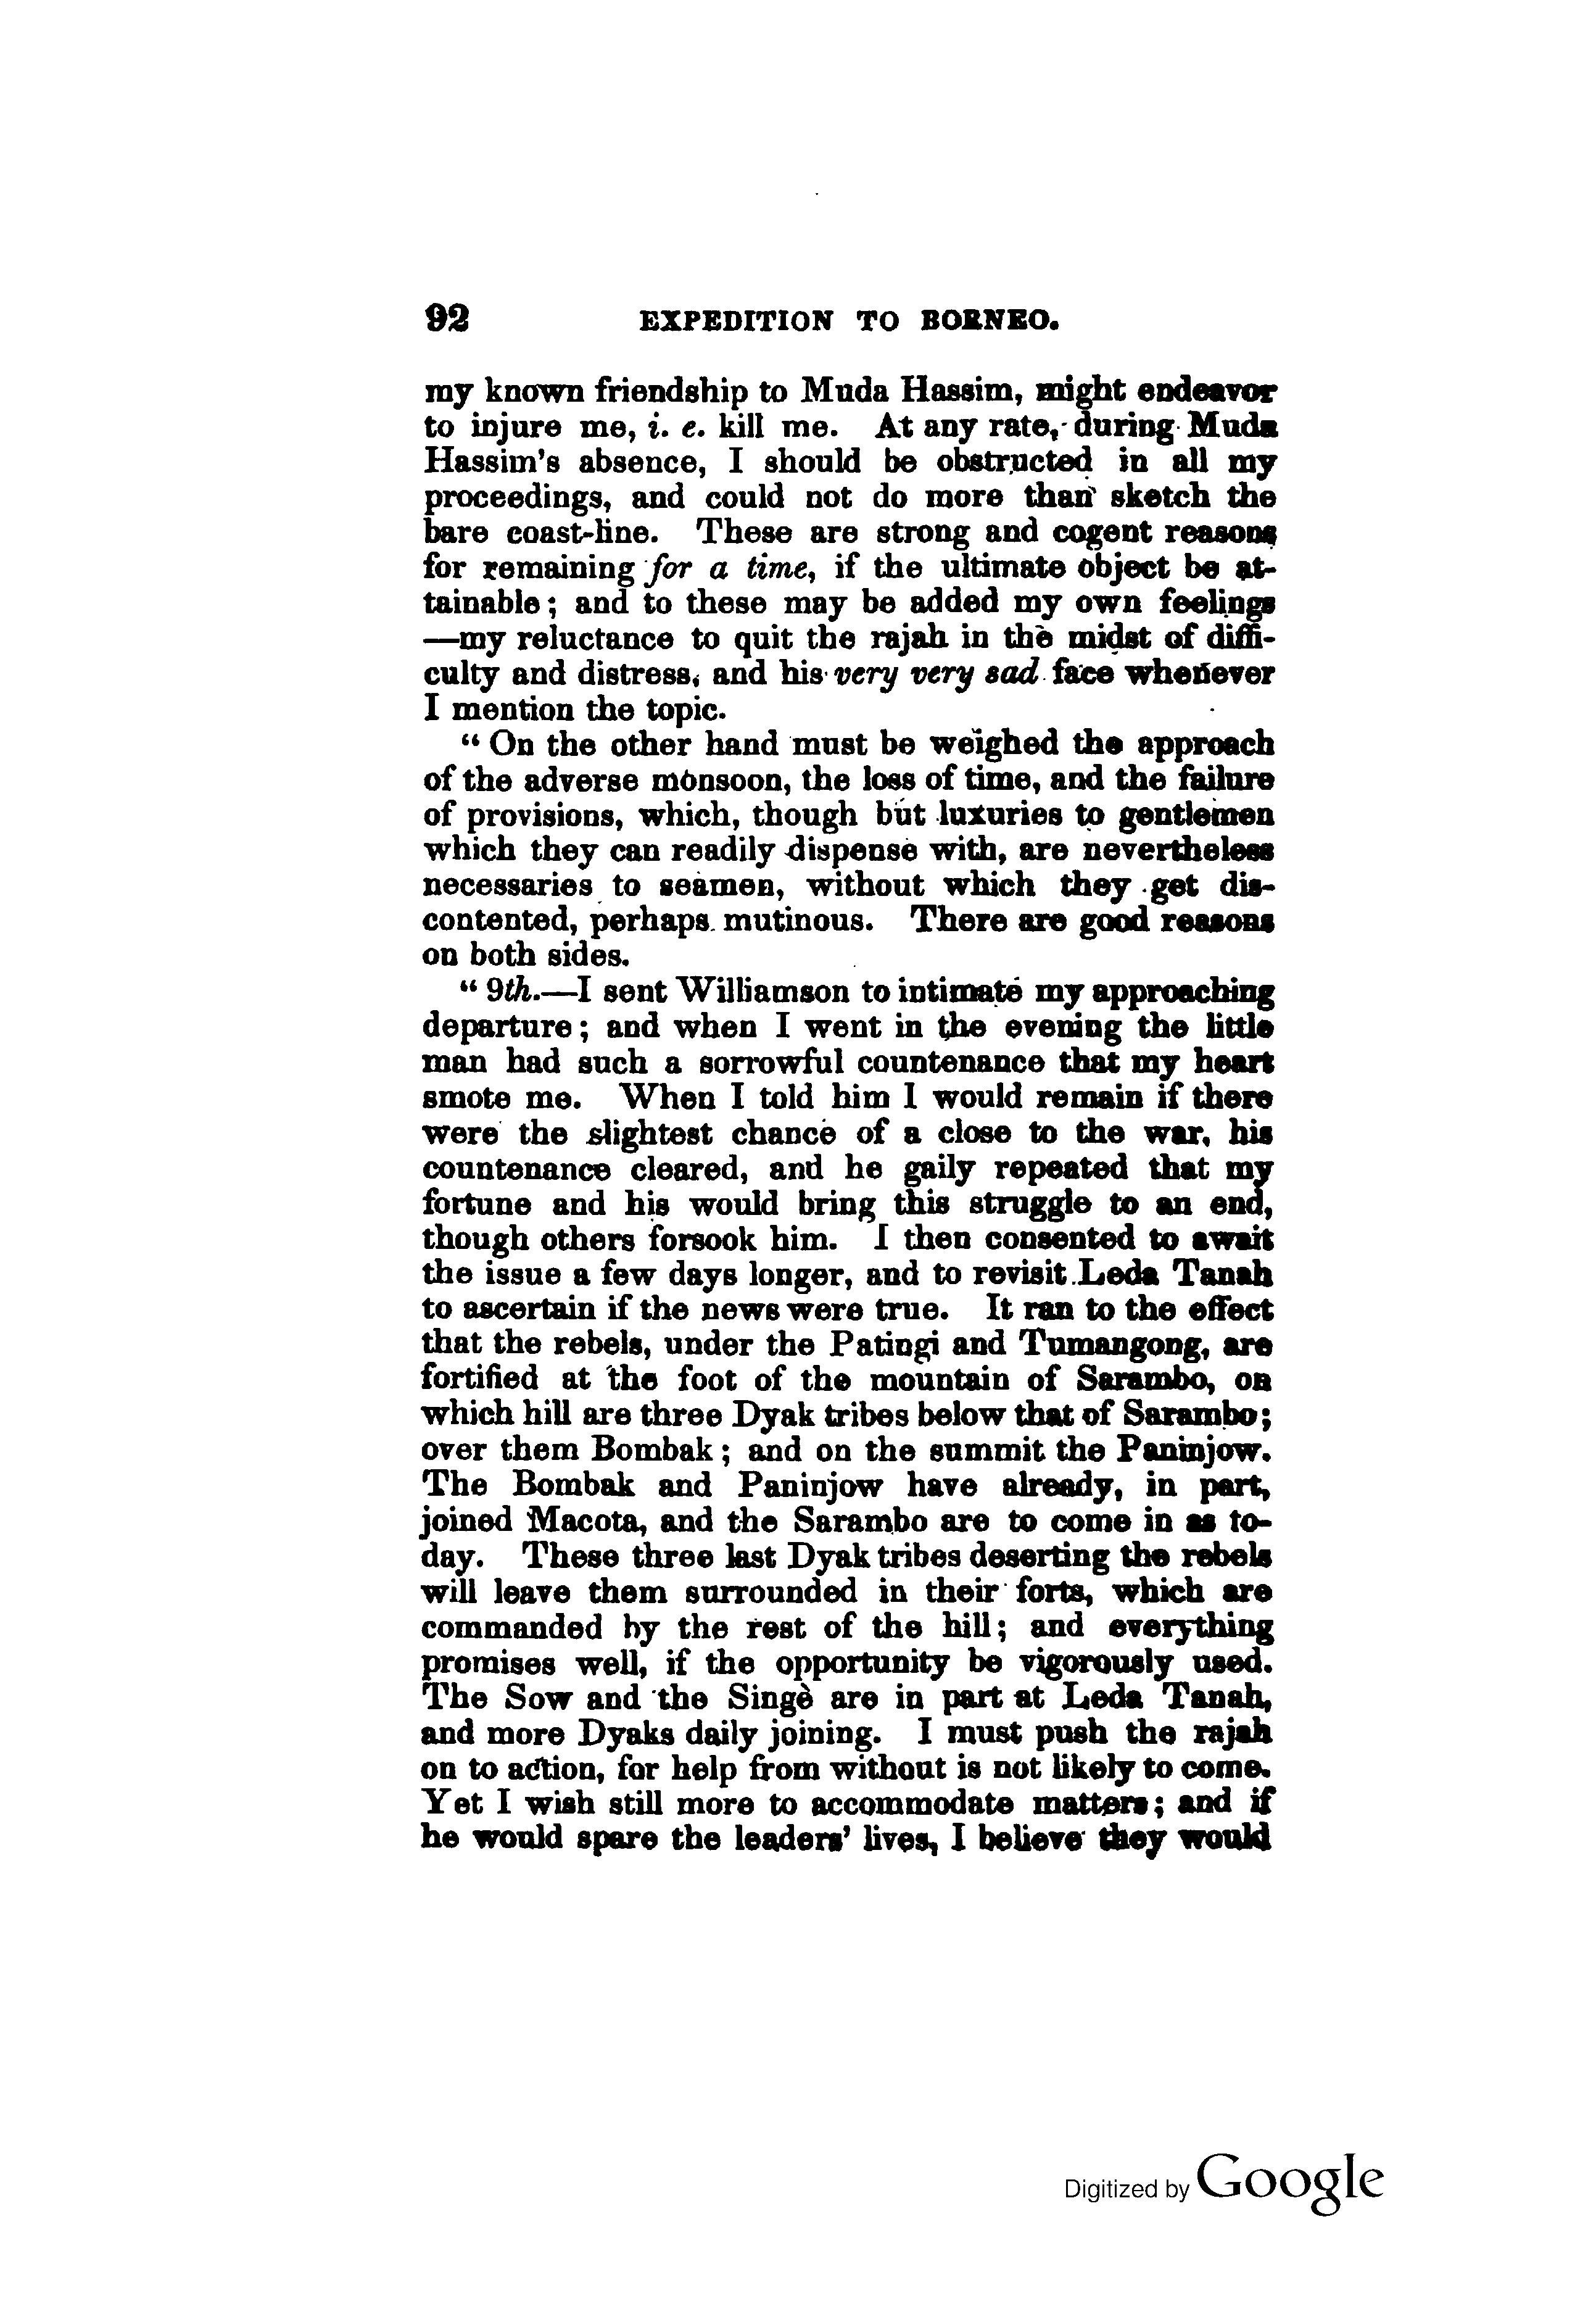 92 EXPEDITION TO BORNEO.
my known friendship to Muda Hassim, might endeavor
to injure me, i. e. kill me. At any rate, during Muda
Hassim's absence, I should be obstructed in all my
proceedings, and could not do more than sketch the
bare coast-line. These are strong and cogent reasons
for remaining for a time, if the ultimate object be at-
tainable; and to these may be added my own feelings
—my reluctance to quit the rajah in the midst of diffi-
culty and distress, and his very very sad face whenever
I mention the topic.
" On the other hand must be weighed the approach
of the adverse monsoon, the loss of time, and the failure
of provisions, which, though but luxuries to gentlemen
which they can readily dispense with, are nevertheless
necessaries to seamen, without which they get dis-
contented, perhaps mutinous. There are good reasons
on both sides.
" 9th.—I sent Williamson to intimate my approaching
departure; and when I went in the evening the little
man had such a sorrowful countenance that my heart
smote me. When I told him I would remain if there
were the slightest chance of a close to the war, his
countenance cleared, and he gaily repeated that my
fortune and his would bring this struggle to an end,
though others forsook him. I then consented to await
the issue a few days longer, and to revisit Leda Tanah
to ascertain if the news were true. It ran to the effect
that the rebels, under the Patingi and Tumangong, are
fortified at the foot of the mountain of Sarambo, on
which hill are three Dyak tribes below that of Sarambo;
over them Bombak; and on the summit the Paninjow.
The Bombak and Paninjow have already, in part,
joined Macota, and the Sarambo are to come in as to-
day. These three last Dyak tribes deserting the rebels
will leave them surrounded in their forts, which are
commanded by the rest of the hill; and everything
promises well, if the opportunity be vigorously used.
The Sow and the Singè are in part at Leda Tanah,
and more Dyaks daily joining. I must push the rajah
on to action, for help from without is not likely to come.
Yet I wish still more to accommodate matters; and if
he would spare the leaders' lives, I believe they would
Digitized by Google